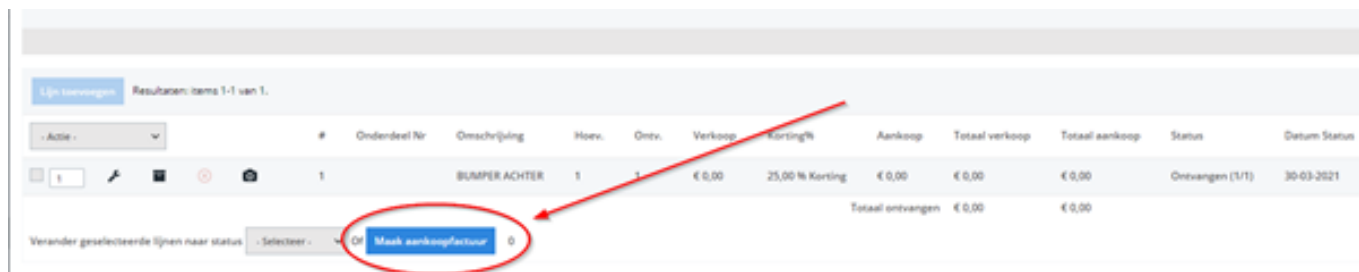 Lijn toevoegen Resultaten: items 1-1 van 1.
- Actie - # Onderdeel Nr Omschrijving Hoev. Ontv. Verkoop Korting% Aankoop Totaal verkoop Totaal aankoop Status Datum Status
1 1 BUMPER ACHTER 1 1 € 0,00 25,00 % Korting € 0,00 € 0,00 € 0,00 Ontvangen (1/1) 30-03-2021
Totaal ontvangen € 0,00 € 0,00
Verander geselecteerde lijnen naar status - Selecteer - Of Maak aankoopfactuur 0